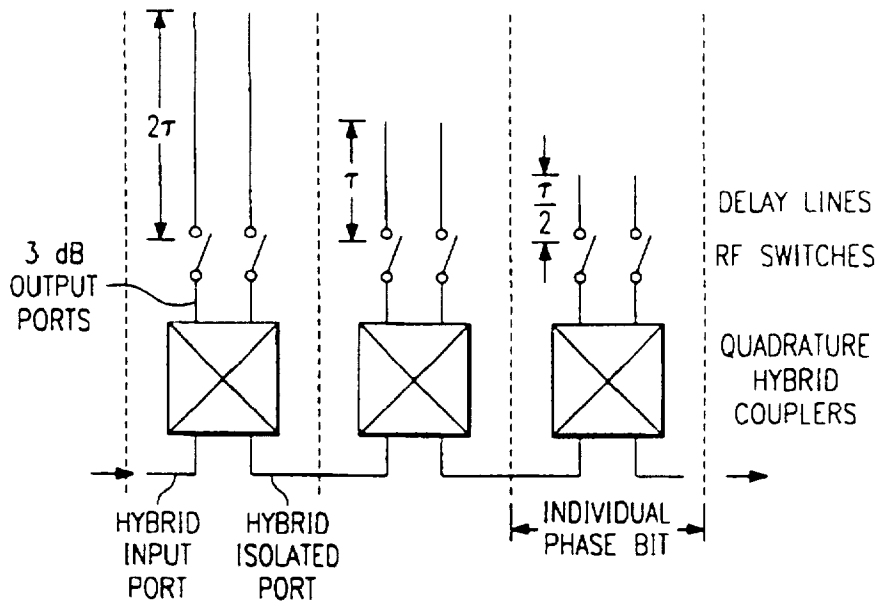 2τ
τ
τ
2
DELAY LINES
RF SWITCHES
3 dB
OUTPUT
PORTS
QUADRATURE
HYBRID
COUPLERS
HYBRID
INPUT
PORT
HYBRID
ISOLATED
PORT
INDIVIDUAL
PHASE BIT